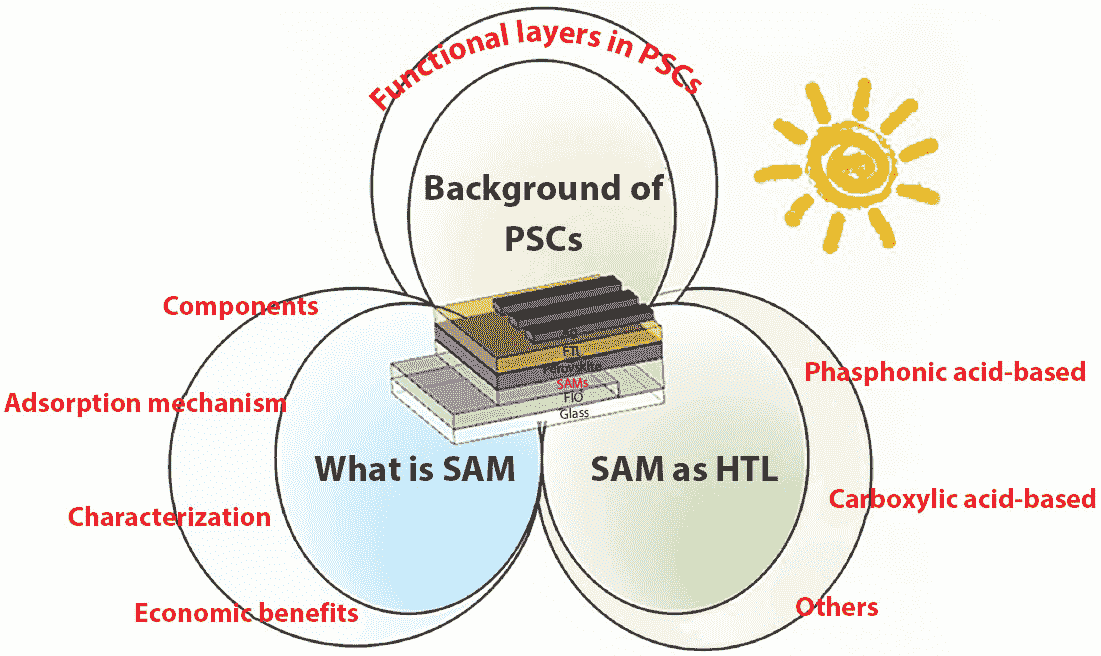 Functional layers in PSCs
Background of
PSCs
Components
Adsorption mechanism
Characterization
Economic benefits
What is SAM
ETL
Perovskite
SAMs
FTO
Glass
SAM as HTL
Phasphonic acid-based
Carboxylic acid-based
Others